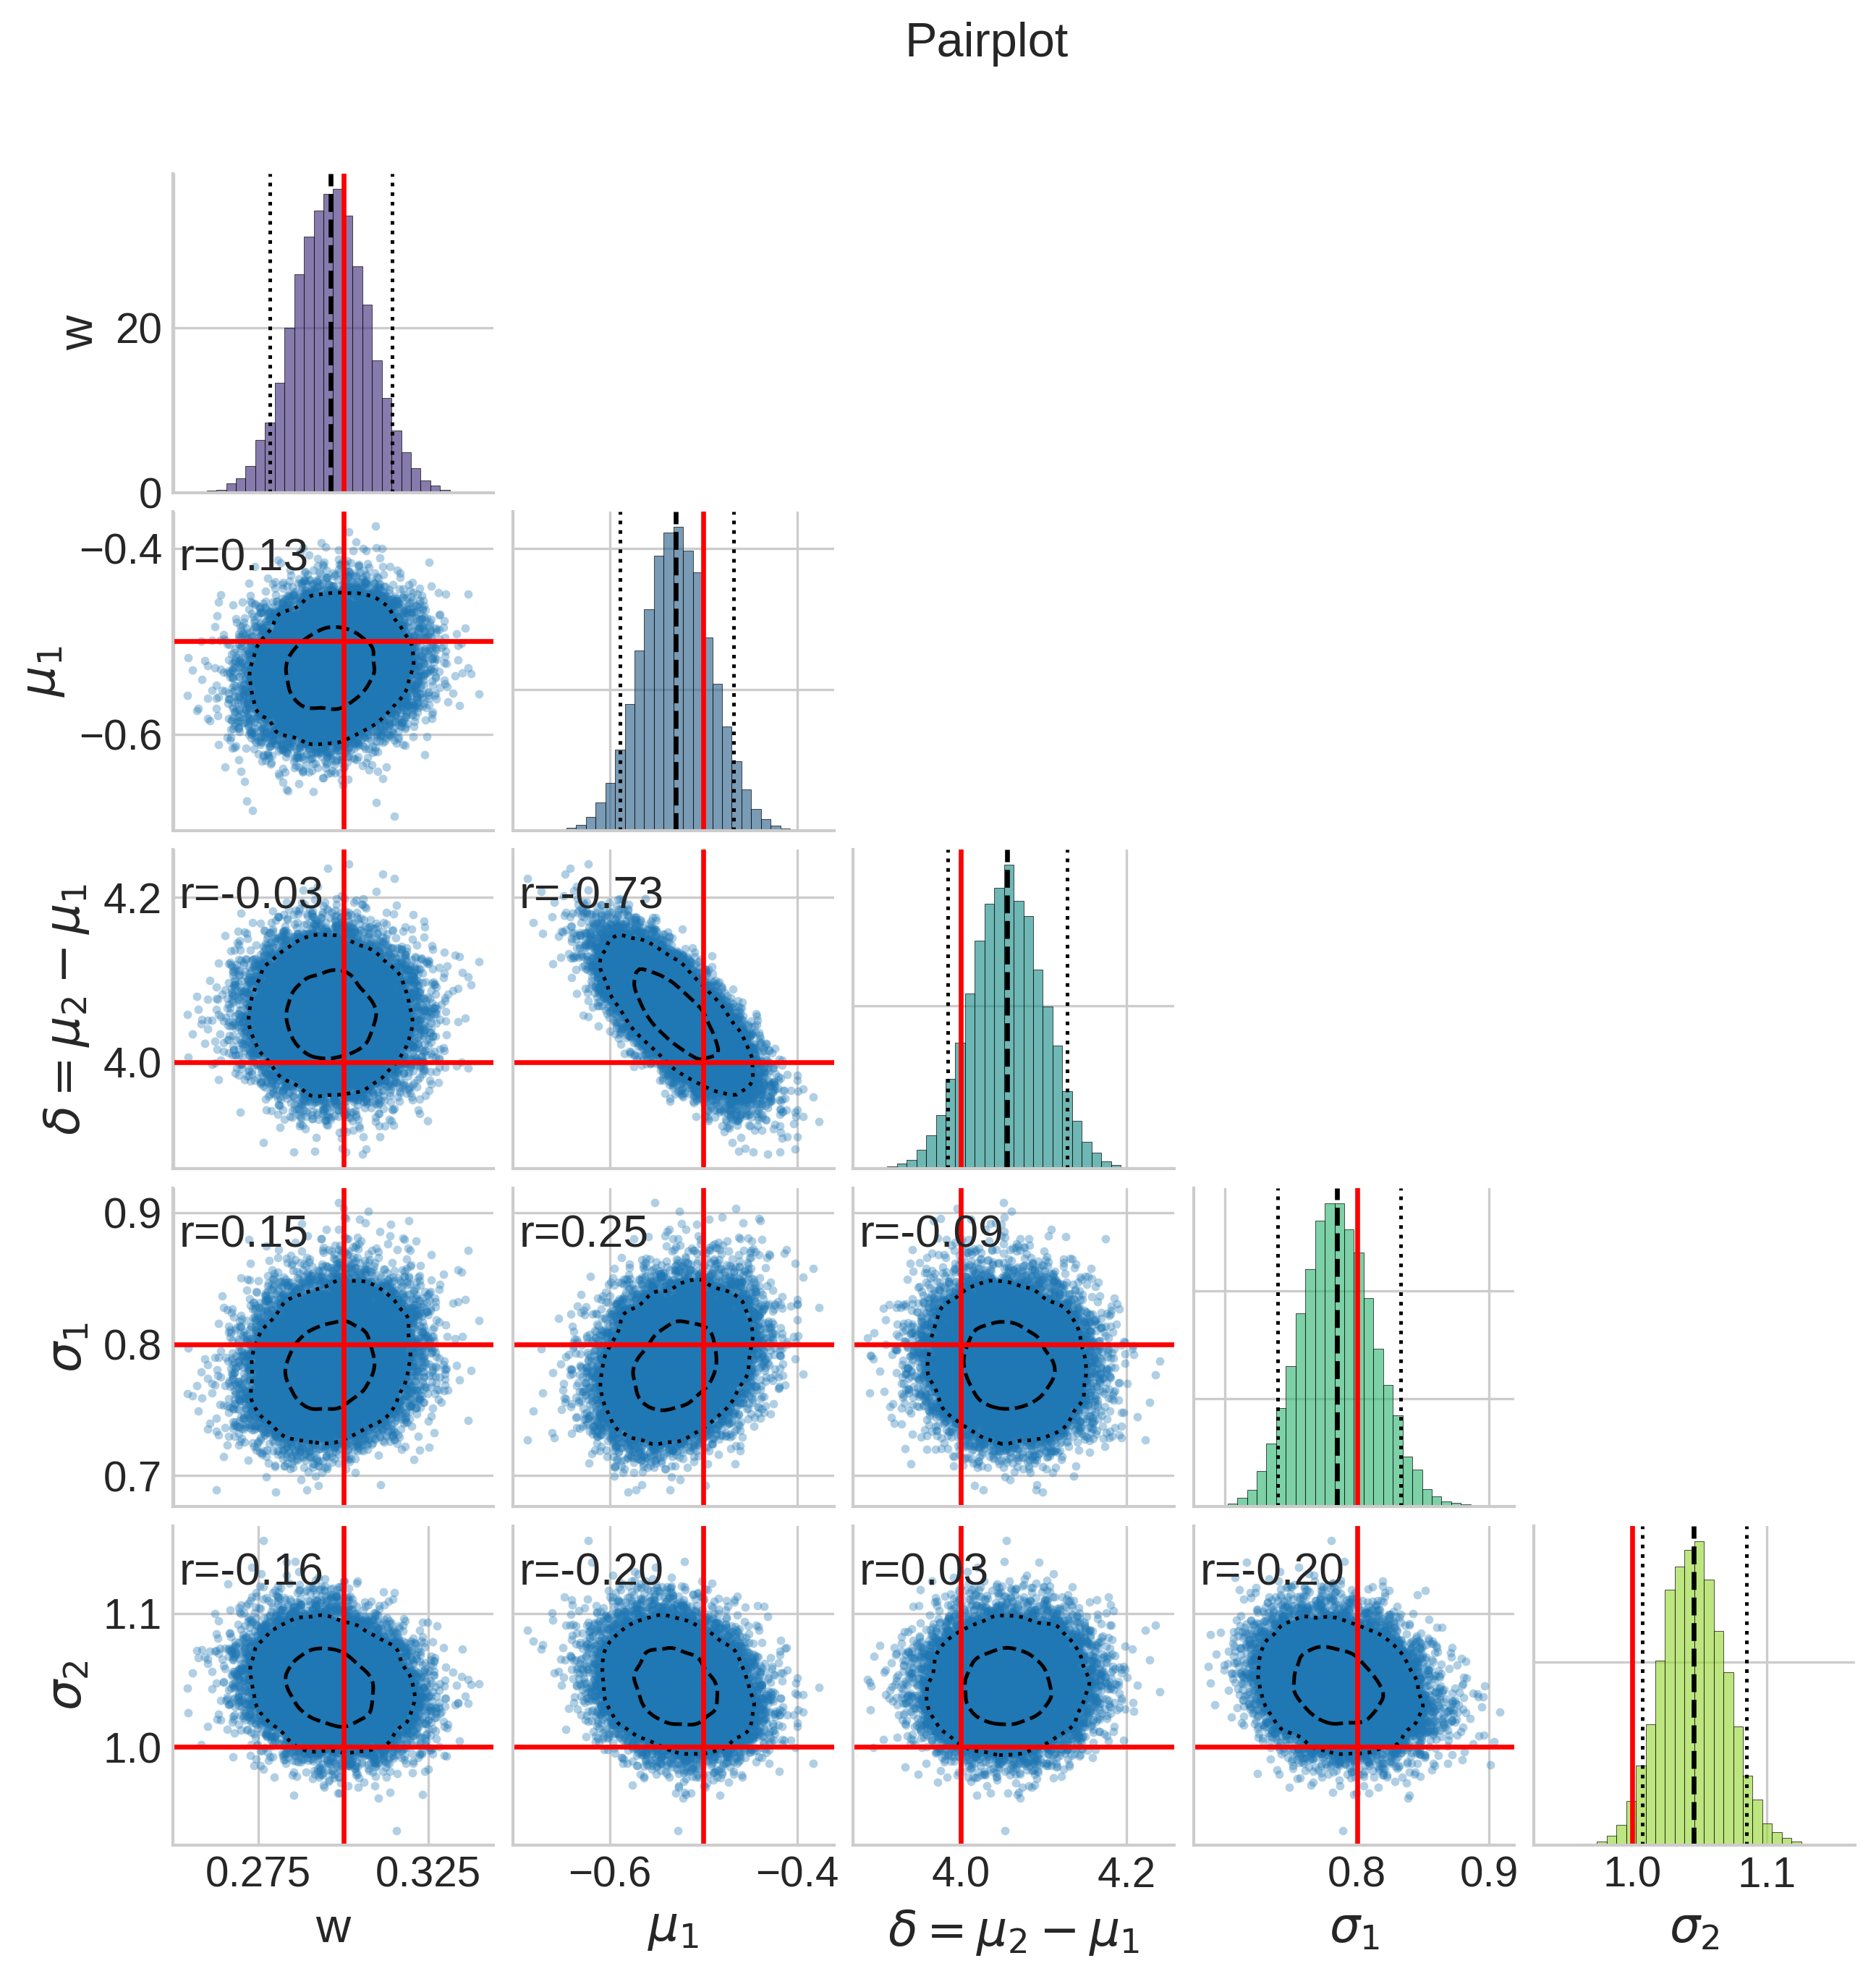 Pairplot
w
20
0
μ₁
−0.4
−0.6
r=0.13
δ = μ₂ − μ₁
4.2
4.0
r=-0.03
r=-0.73
σ₁
0.9
0.8
0.7
r=0.15
r=0.25
r=-0.09
σ₂
1.1
1.0
r=-0.16
r=-0.20
r=0.03
r=-0.20
0.275 0.325
−0.6 −0.4
4.0 4.2
0.8 0.9
1.0 1.1
w
μ₁
δ = μ₂ − μ₁
σ₁
σ₂